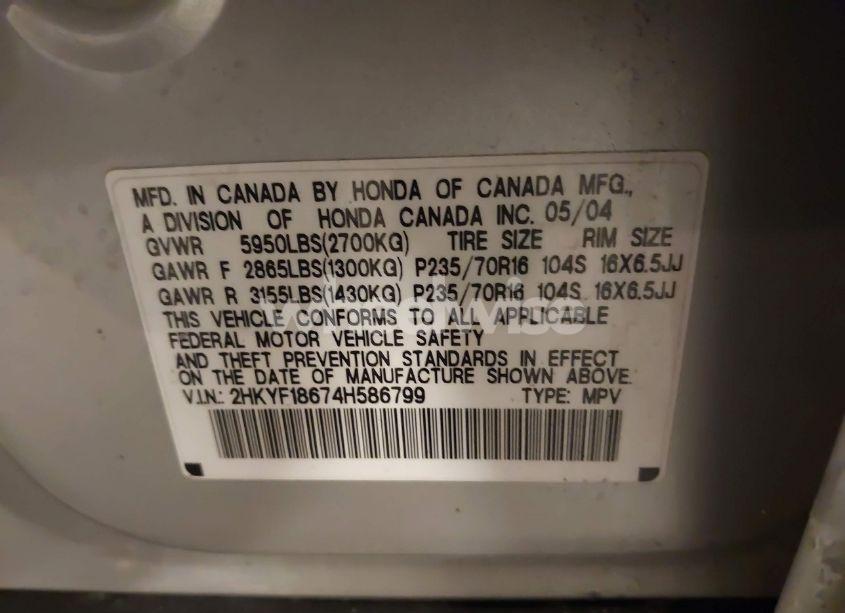 MFD. IN CANADA BY HONDA OF CANADA MFG.,
A DIVISION OF HONDA CANADA INC. 05/04
GVWR 5950LBS(2700KG) TIRE SIZE RIM SIZE
GAWR F 2865LBS(1300KG) P235/70R16 104S 16X6.5JJ
GAWR R 3155LBS(1430KG) P235/70R16 104S 16X6.5JJ
THIS VEHICLE CONFORMS TO ALL APPLICABLE
FEDERAL MOTOR VEHICLE SAFETY
AND THEFT PREVENTION STANDARDS IN EFFECT
ON THE DATE OF MANUFACTURE SHOWN ABOVE.
V.I.N.: 2HKYF18674H586799 TYPE: MPV